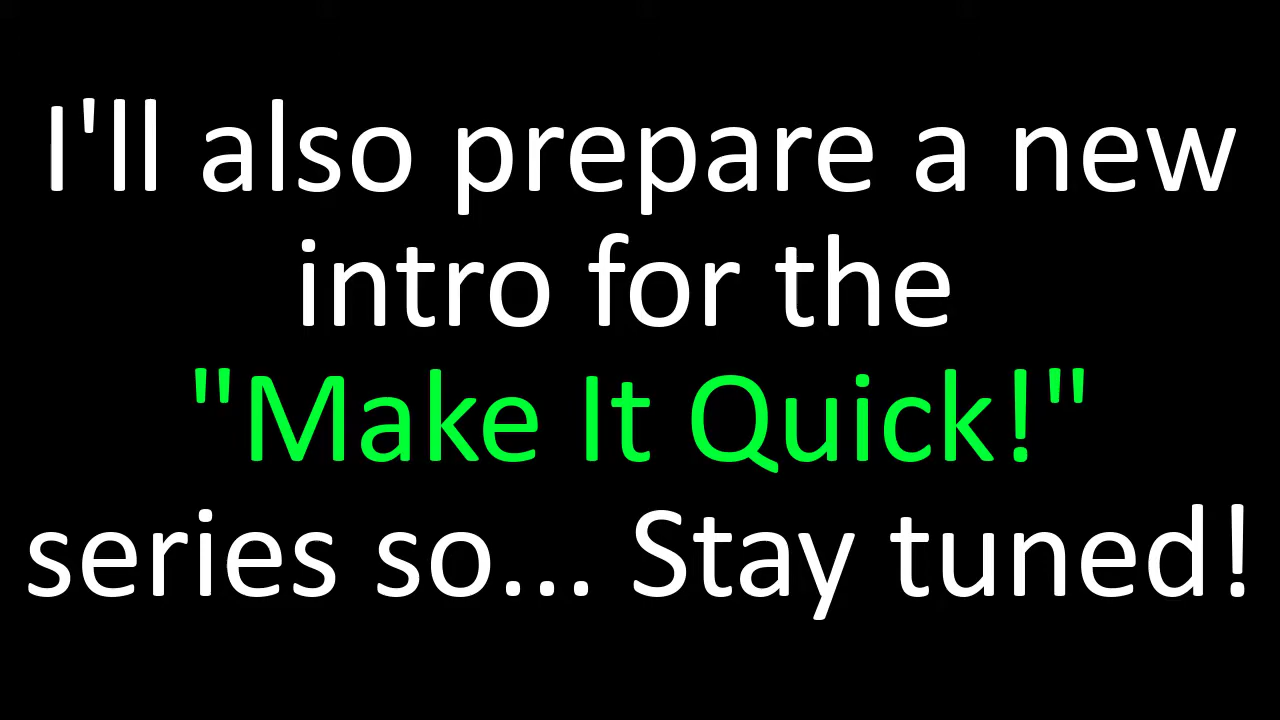 I'll also prepare a new
intro for the
"Make It Quick!"
series so... Stay tuned!